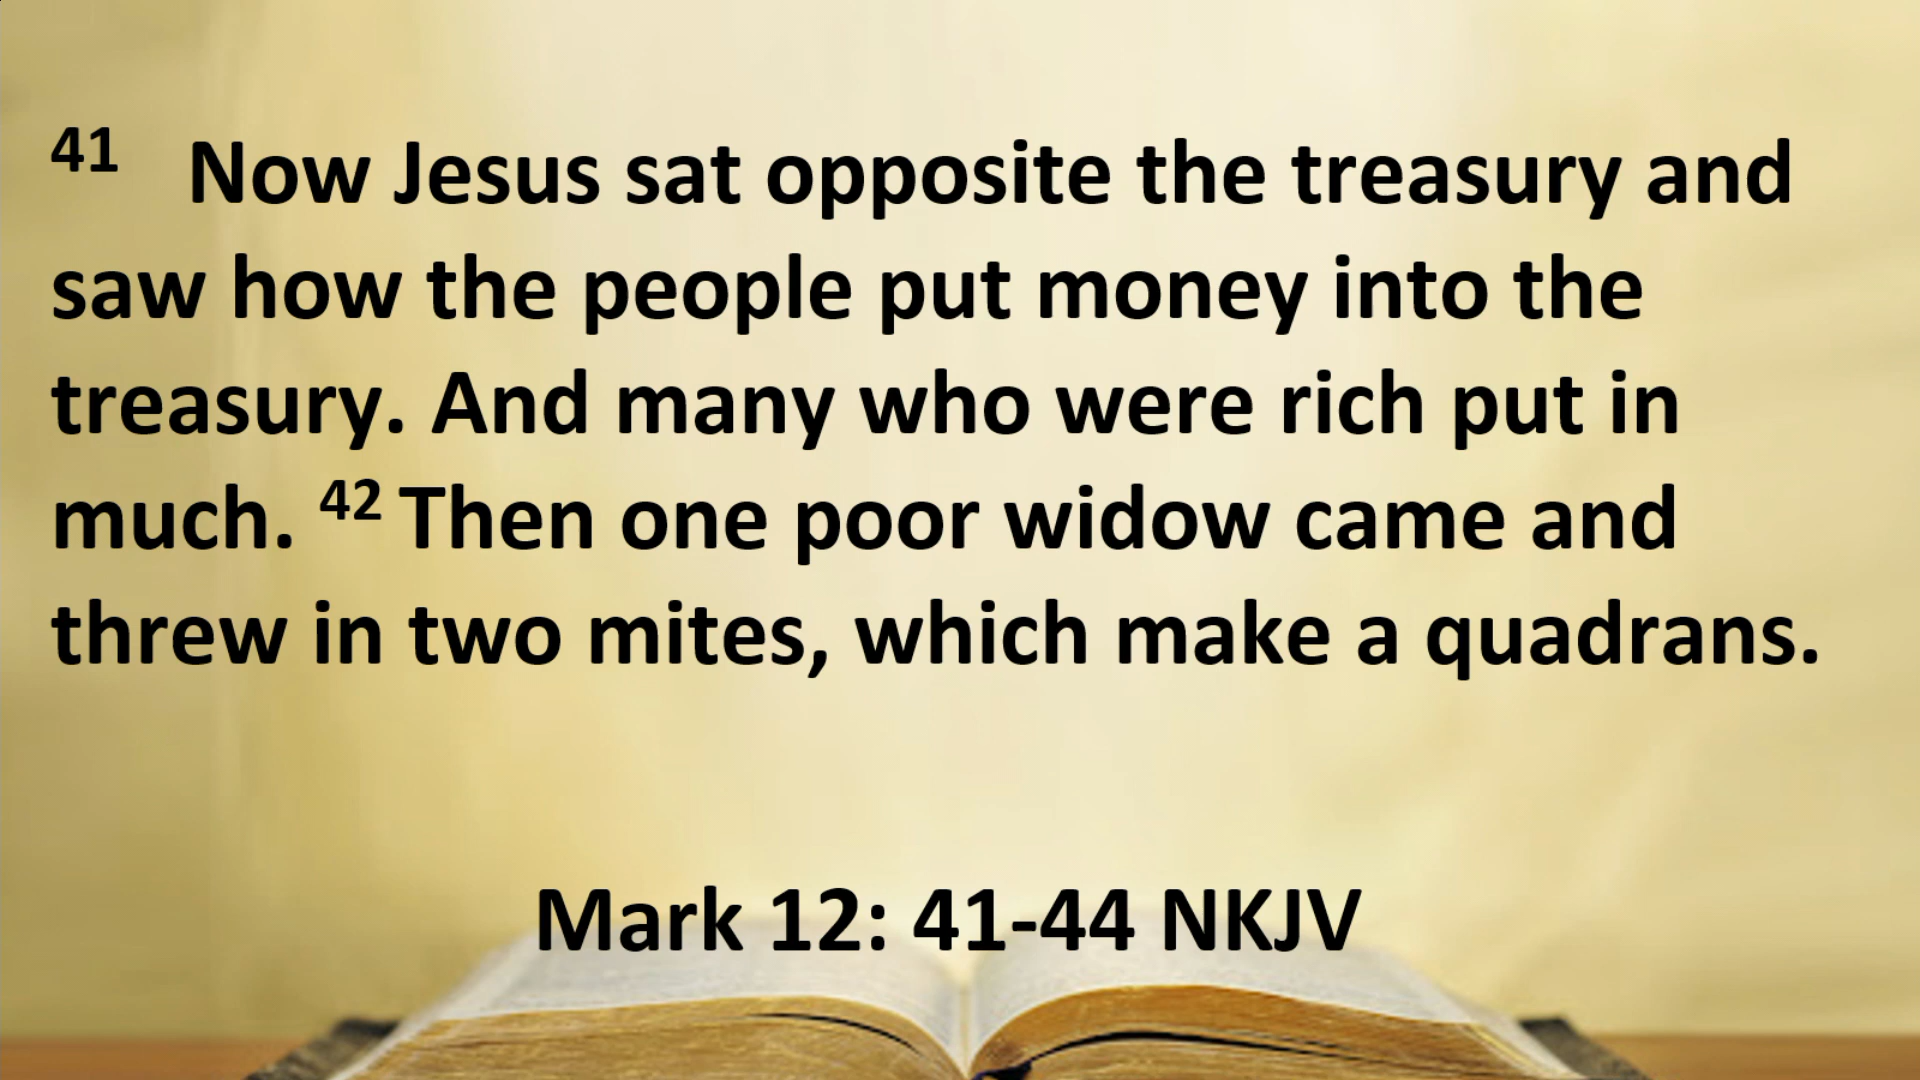 41 Now Jesus sat opposite the treasury and
saw how the people put money into the
treasury. And many who were rich put in
much. 42 Then one poor widow came and
threw in two mites, which make a quadrans.
Mark 12: 41-44 NKJV